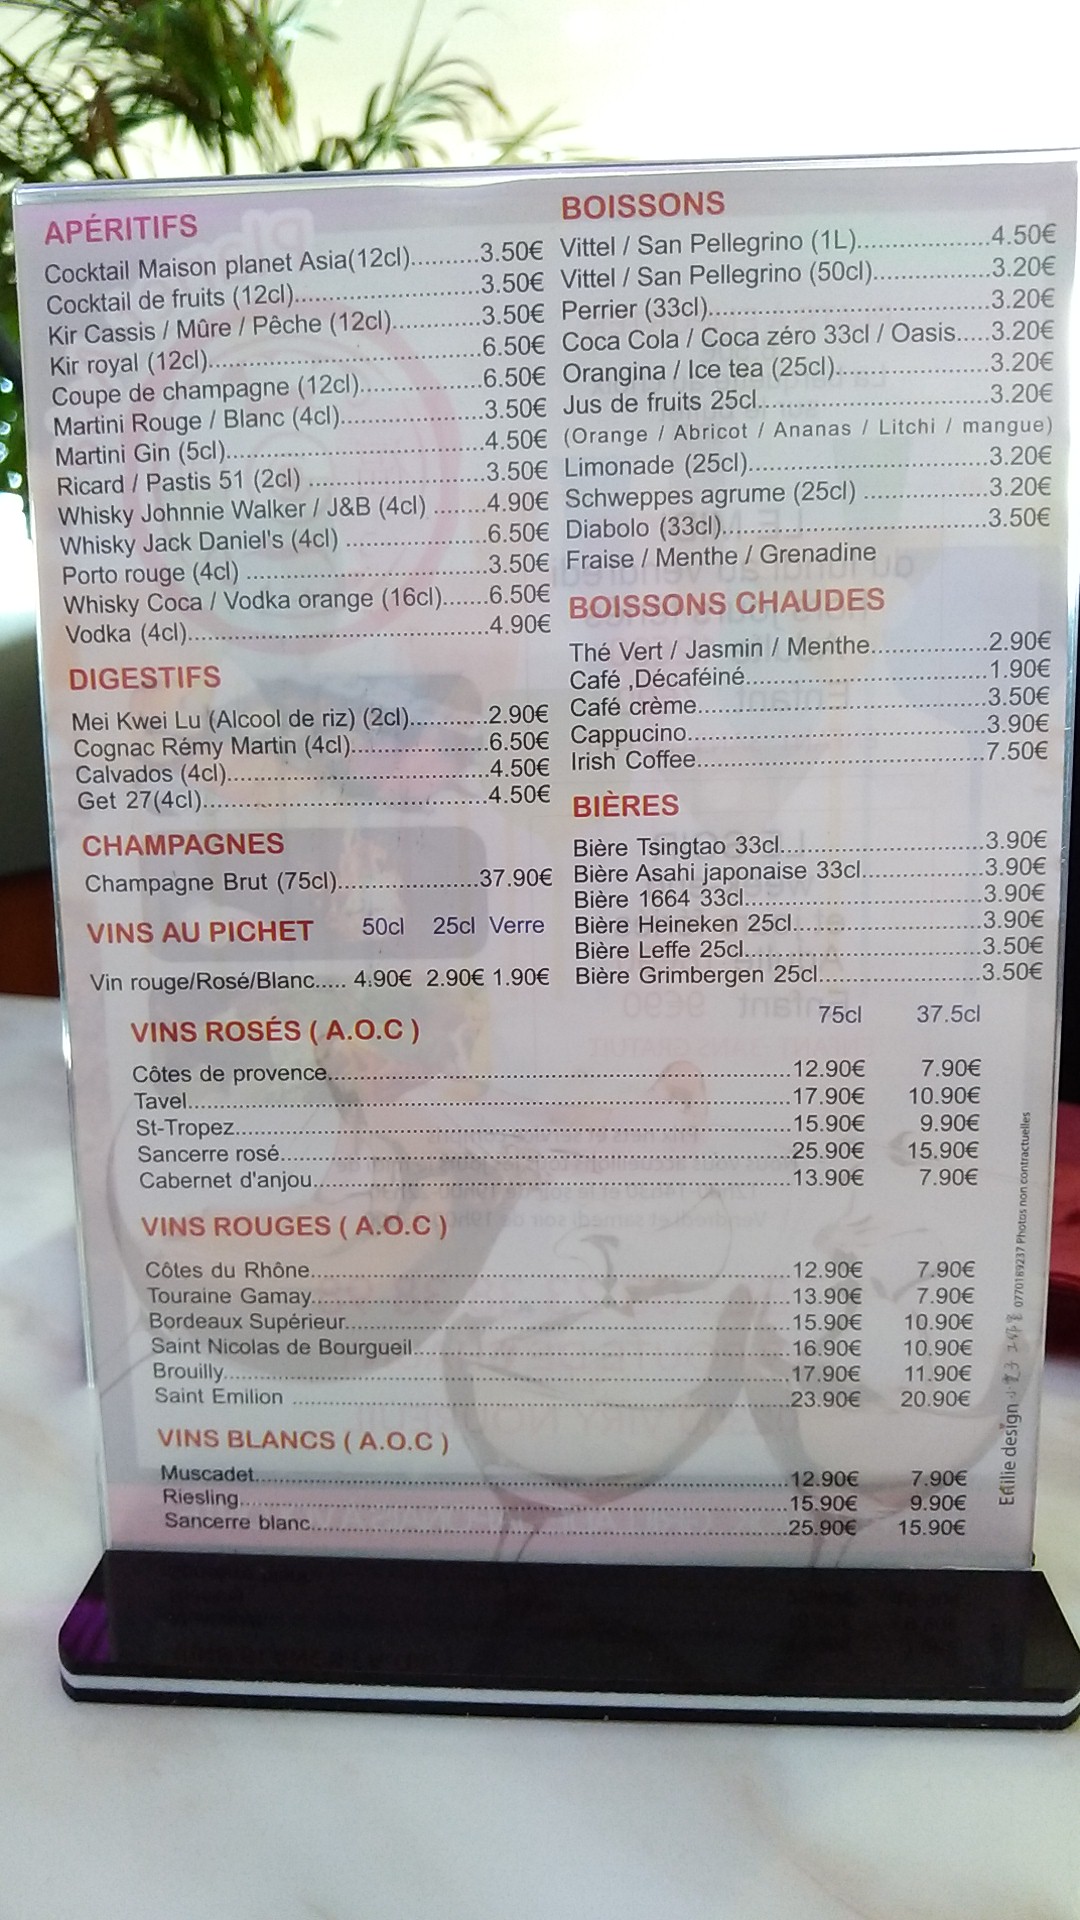 APÉRITIFS
Cocktail Maison planet Asia(12cl)..........3.50€
Cocktail de fruits (12cl)............................3.50€
Kir Cassis / Mûre / Pêche (12cl).............3.50€
Kir royal (12cl)..........................................6.50€
Coupe de champagne (12cl)...................6.50€
Martini Rouge / Blanc (4cl)......................3.50€
Martini Gin (5cl).......................................4.50€
Ricard / Pastis 51 (2cl) ...........................3.50€
Whisky Johnnie Walker / J&B (4cl) ........4.90€
Whisky Jack Daniel's (4cl) .....................6.50€
Porto rouge (4cl) ....................................3.50€
Whisky Coca / Vodka orange (16cl).......6.50€
Vodka (4cl)..............................................4.90€
DIGESTIFS
Mei Kwei Lu (Alcool de riz) (2cl)............2.90€
Cognac Rémy Martin (4cl).....................6.50€
Calvados (4cl).......................................4.50€
Get 27(4cl)...........................................4.50€
CHAMPAGNES
Champagne Brut (75cl).....................37.90€
VINS AU PICHET 50cl 25cl Verre
Vin rouge/Rosé/Blanc..... 4.90€ 2.90€ 1.90€
BOISSONS
Vittel / San Pellegrino (1L)....................4.50€
Vittel / San Pellegrino (50cl)..................3.20€
Perrier (33cl)...........................................3.20€
Coca Cola / Coca zéro 33cl / Oasis.....3.20€
Orangina / Ice tea (25cl).......................3.20€
Jus de fruits 25cl...................................3.20€
(Orange / Abricot / Ananas / Litchi / mangue)
Limonade (25cl)....................................3.20€
Schweppes agrume (25cl) ..................3.20€
Diabolo (33cl)........................................3.50€
Fraise / Menthe / Grenadine
BOISSONS CHAUDES
Thé Vert / Jasmin / Menthe.................2.90€
Café ,Décaféiné...................................1.90€
Café crème..........................................3.50€
Cappucino...........................................3.90€
Irish Coffee..........................................7.50€
BIÈRES
Bière Tsingtao 33cl.............................3.90€
Bière Asahi japonaise 33cl.................3.90€
Bière 1664 33cl...................................3.90€
Bière Heineken 25cl...........................3.90€
Bière Leffe 25cl..................................3.50€
Bière Grimbergen 25cl.......................3.50€
75cl 37.5cl
VINS ROSÉS ( A.O.C )
Côtes de provence..............................12.90€ 7.90€
Tavel....................................................17.90€ 10.90€
St-Tropez.............................................15.90€ 9.90€
Sancerre rosé......................................25.90€ 15.90€
Cabernet d'anjou.................................13.90€ 7.90€
VINS ROUGES ( A.O.C )
Côtes du Rhône..................................12.90€ 7.90€
Touraine Gamay..................................13.90€ 7.90€
Bordeaux Supérieur............................15.90€ 10.90€
Saint Nicolas de Bourgueil..................16.90€ 10.90€
Brouilly................................................17.90€ 11.90€
Saint Emilion ......................................23.90€ 20.90€
VINS BLANCS ( A.O.C )
Muscadet............................................12.90€ 7.90€
Riesling...............................................15.90€ 9.90€
Sancerre blanc...................................25.90€ 15.90€
Emilie design 0770189237 Photos non contractuelles